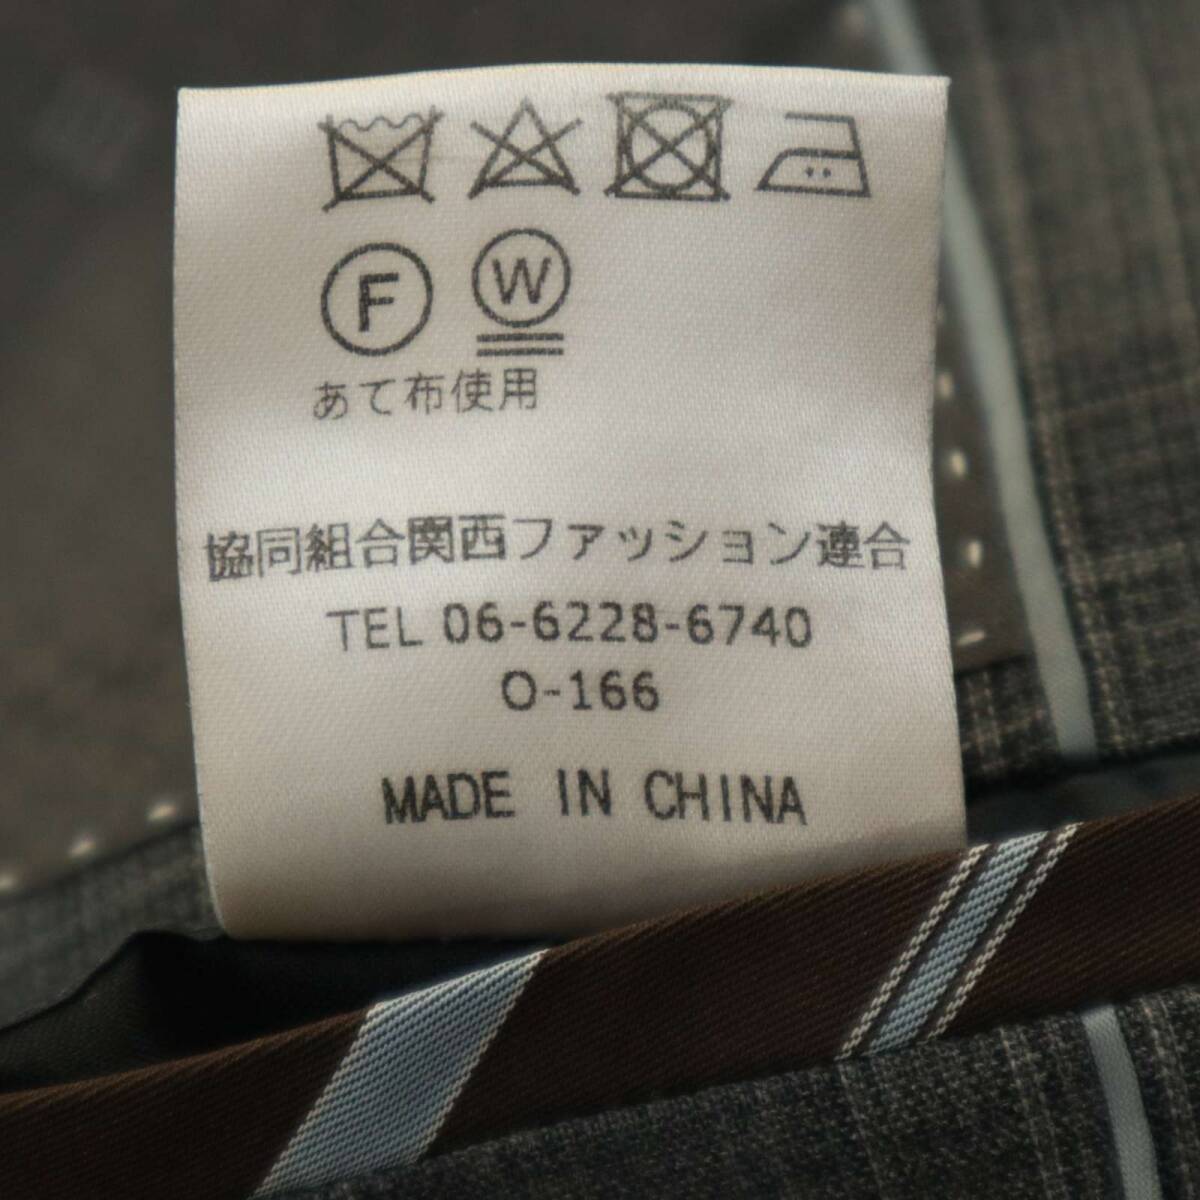 F W
あて布使用
協同組合関西ファッション連合
TEL 06-6228-6740
O-166
MADE IN CHINA